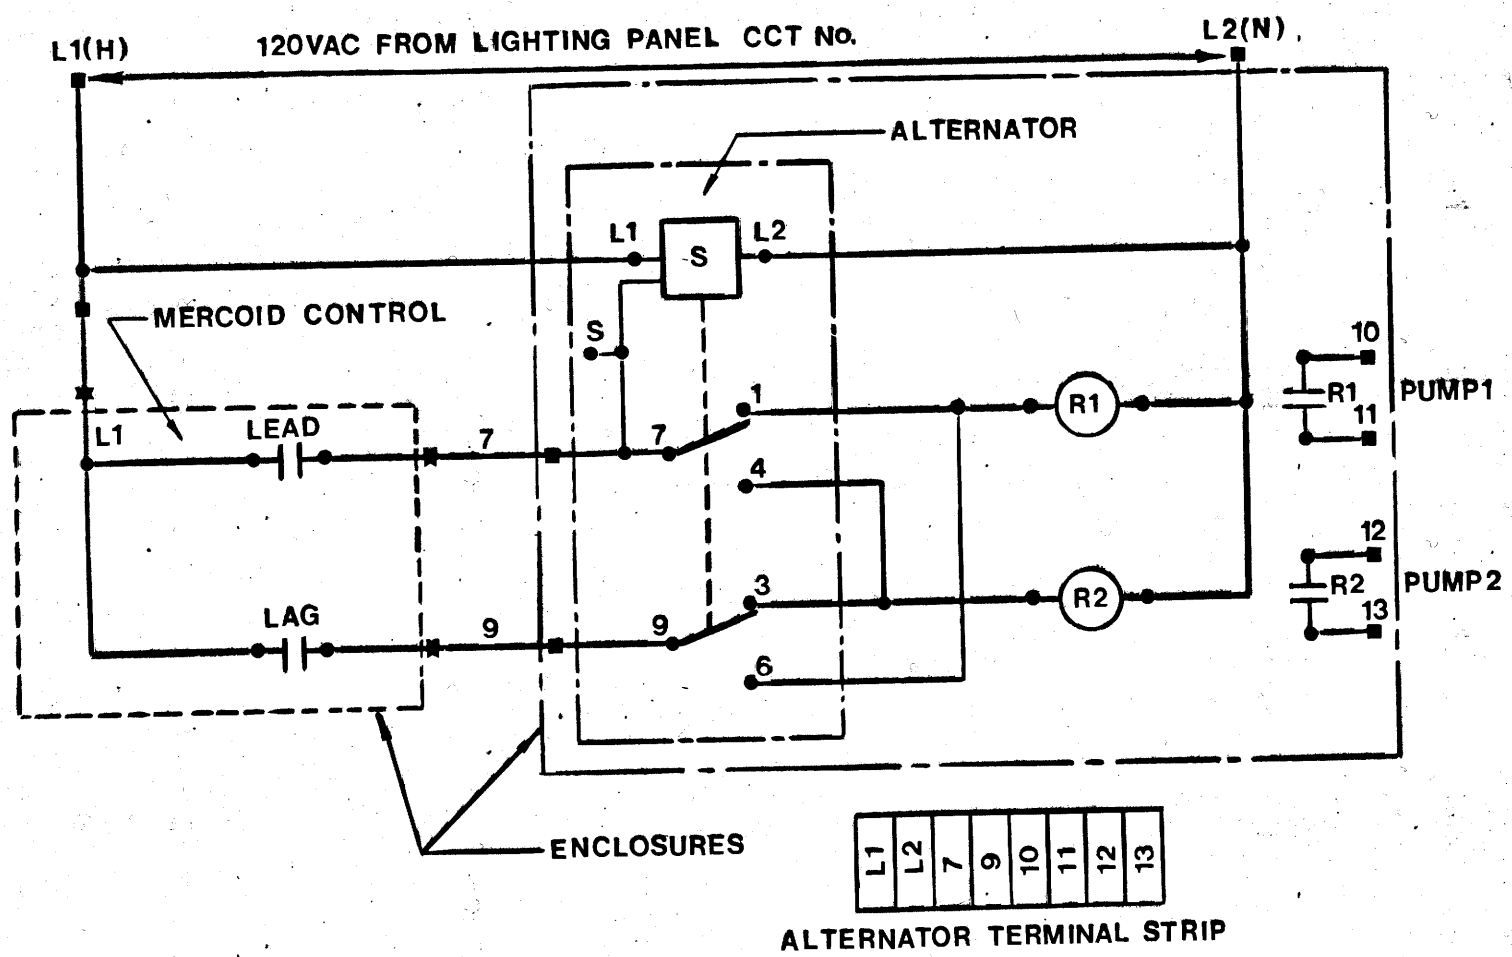 L1(H)
120VAC FROM LIGHTING PANEL CCT No.
L2(N)
ALTERNATOR
L1
S
L2
MERCOID CONTROL
S
10
R1
11
PUMP1
L1
LEAD
7
7
1
R1
4
12
R2
13
PUMP2
LAG
9
9
3
R2
6
ENCLOSURES
L1 L2 7 9 10 11 12 13
ALTERNATOR TERMINAL STRIP